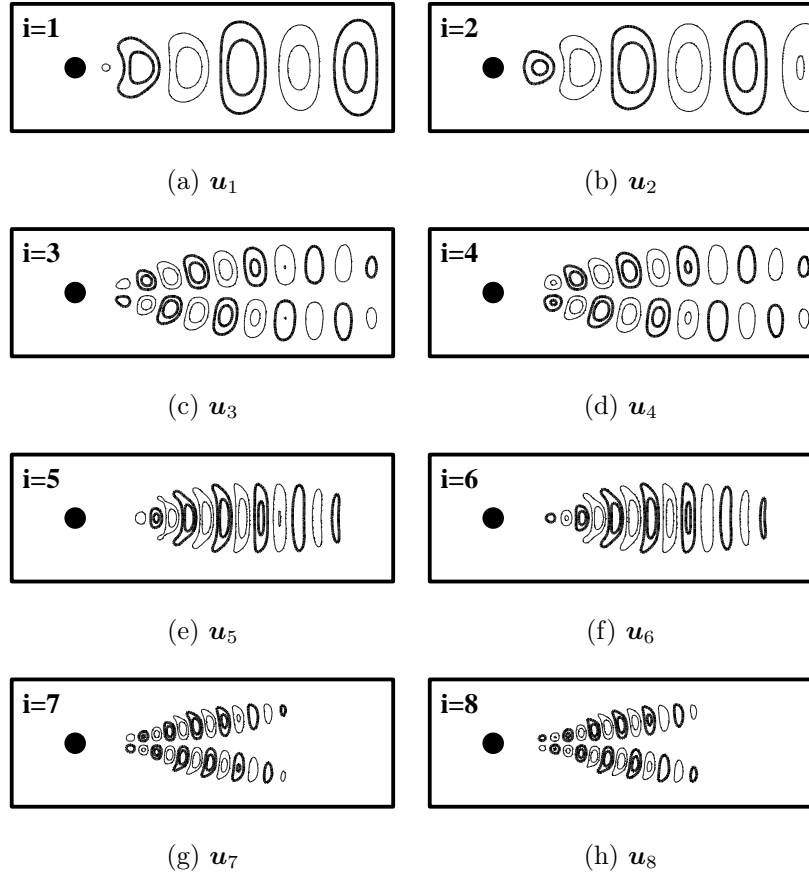 i=1 i=2
(a) u₁ (b) u₂
i=3 i=4
(c) u₃ (d) u₄
i=5 i=6
(e) u₅ (f) u₆
i=7 i=8
(g) u₇ (h) u₈